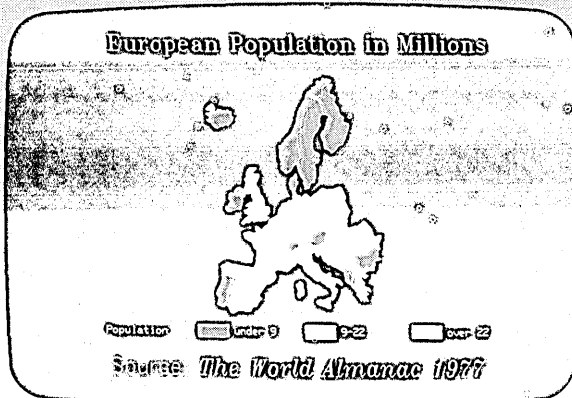 European Population in Millions
Population under 9 9-22 over 22
Source: The World Almanac 1977